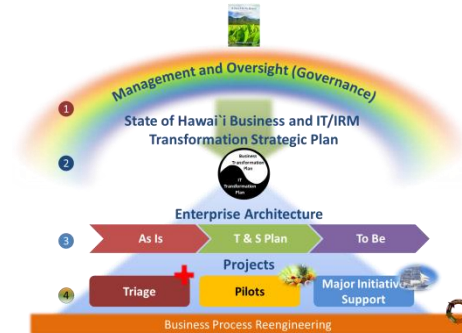 Management and Oversight (Governance)
1
State of Hawai`i Business and IT/IRM
Transformation Strategic Plan
2
Business
Transformation
Plan
IT
Transformation
Plan
Enterprise Architecture
3
As Is
T & S Plan
To Be
Projects
4
Triage
Pilots
Major Initiative
Support
Business Process Reengineering